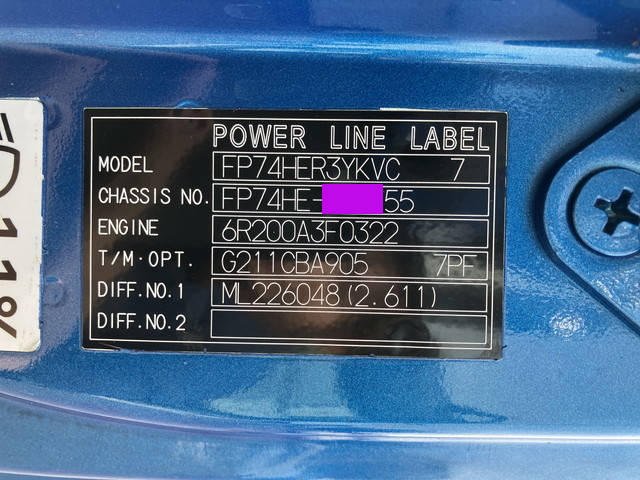 POWER LINE LABEL
MODEL FP74HER3YKVC 7
CHASSIS NO. FP74HE- 55
ENGINE 6R200A3F0322
T/M·OPT. G211CBA905 7PF
DIFF.NO.1 ML226048(2.611)
DIFF.NO.2
11%